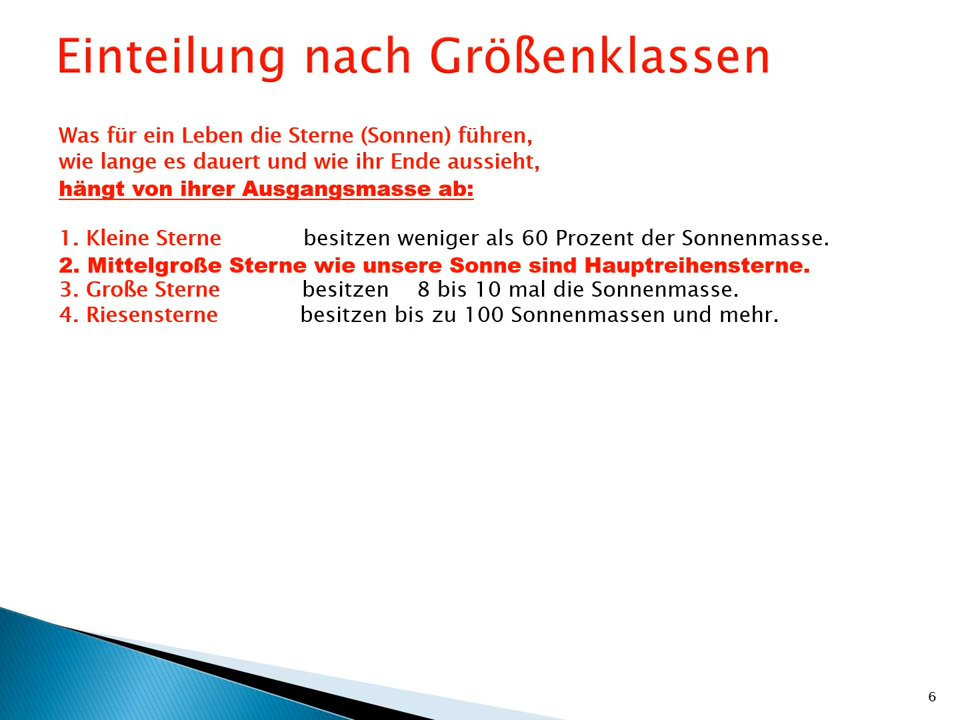 Einteilung nach Größenklassen
Was für ein Leben die Sterne (Sonnen) führen,
wie lange es dauert und wie ihr Ende aussieht,
hängt von ihrer Ausgangsmasse ab:
1. Kleine Sterne besitzen weniger als 60 Prozent der Sonnenmasse.
2. Mittelgroße Sterne wie unsere Sonne sind Hauptreihensterne.
3. Große Sterne besitzen 8 bis 10 mal die Sonnenmasse.
4. Riesensterne besitzen bis zu 100 Sonnenmassen und mehr.
6